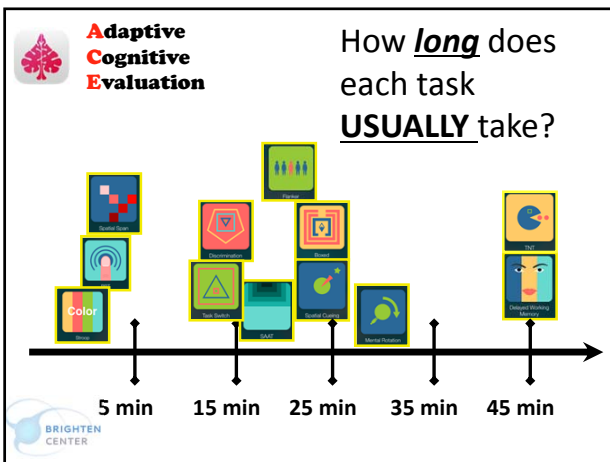 Adaptive
Cognitive
Evaluation
How long does
each task
USUALLY take?
Flanker
Spatial Span
Discrimination
Boxed
TNT
Color
Stroop
Task Switch
SAAT
Spatial Cueing
Mental Rotation
Delayed Working
Memory
5 min
15 min
25 min
35 min
45 min
BRIGHTEN
CENTER